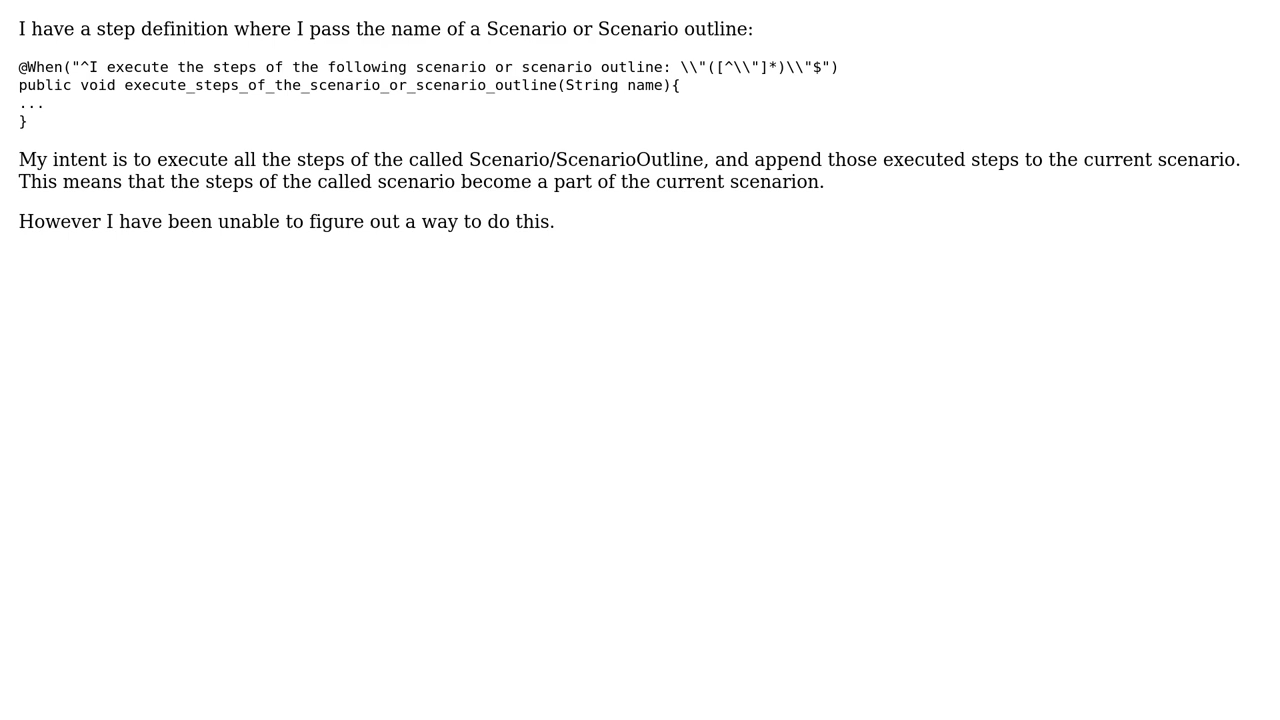 I have a step definition where I pass the name of a Scenario or Scenario outline:
@When("^I execute the steps of the following scenario or scenario outline: \\"([^\\"]*)\\"$")
public void execute_steps_of_the_scenario_or_scenario_outline(String name){
...
}
My intent is to execute all the steps of the called Scenario/ScenarioOutline, and append those executed steps to the current scenario.
This means that the steps of the called scenario become a part of the current scenarion.
However I have been unable to figure out a way to do this.